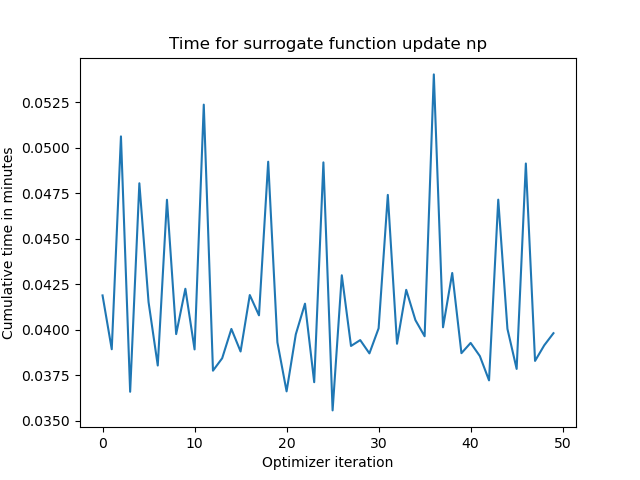 Time for surrogate function update np
Cumulative time in minutes
0.0525
0.0500
0.0475
0.0450
0.0425
0.0400
0.0375
0.0350
0 10 20 30 40 50
Optimizer iteration